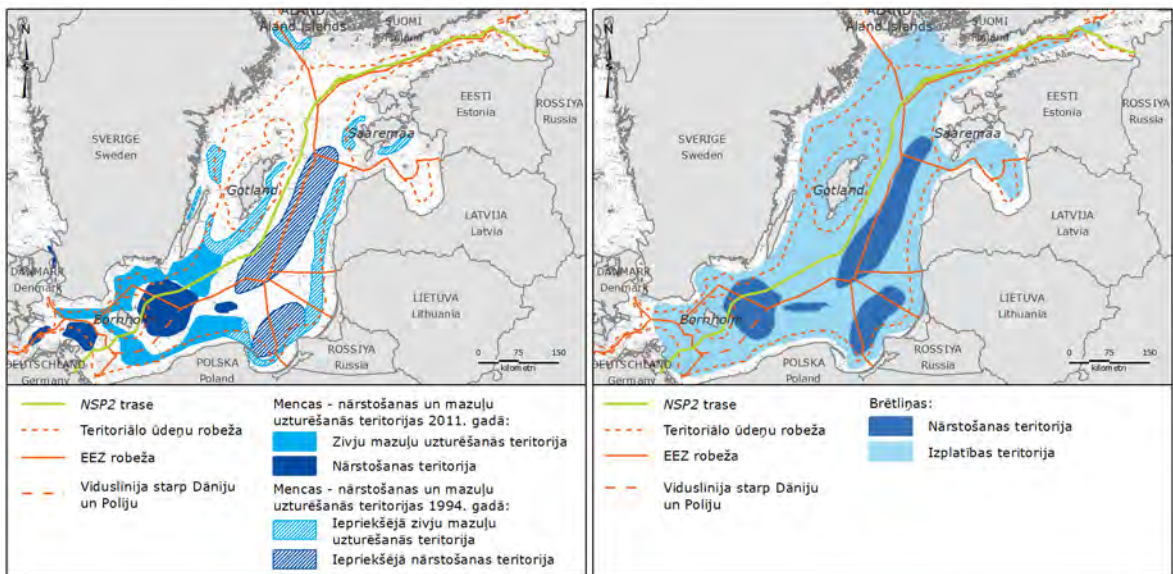 ÅLAND
Åland Islands
SUOMI
Finland
N
S
EESTI
Estonia
ROSSIYA
Russia
SVERIGE
Sweden
Saaremaa
Gotland
LATVIJA
Latvia
DANMARK
Denmark
LIETUVA
Lithuania
Bornholm
ROSSIYA
Russia
POLSKA
Poland
DEUTSCHLAND
Germany
0 75 150
kilometri
NSP2 trase
Teritoriālo ūdeņu robeža
EEZ robeža
Viduslīnija starp Dāniju
un Poliju
Mencas - nārstošanas un mazuļu
uzturēšanās teritorijas 2011. gadā:
Zivju mazuļu uzturēšanās teritorija
Nārstošanas teritorija
Mencas - nārstošanas un mazuļu
uzturēšanās teritorijas 1994. gadā:
Iepriekšējā zivju mazuļu
uzturēšanās teritorija
Iepriekšējā nārstošanas teritorija
ÅLAND
Åland Islands
SUOMI
Finland
N
S
EESTI
Estonia
ROSSIYA
Russia
SVERIGE
Sweden
Saaremaa
Gotland
LATVIJA
Latvia
DANMARK
Denmark
LIETUVA
Lithuania
Bornholm
ROSSIYA
Russia
POLSKA
Poland
DEUTSCHLAND
Germany
0 75 150
kilometri
NSP2 trase
Teritoriālo ūdeņu robeža
EEZ robeža
Viduslīnija starp Dāniju
un Poliju
Brētliņas:
Nārstošanas teritorija
Izplatības teritorija